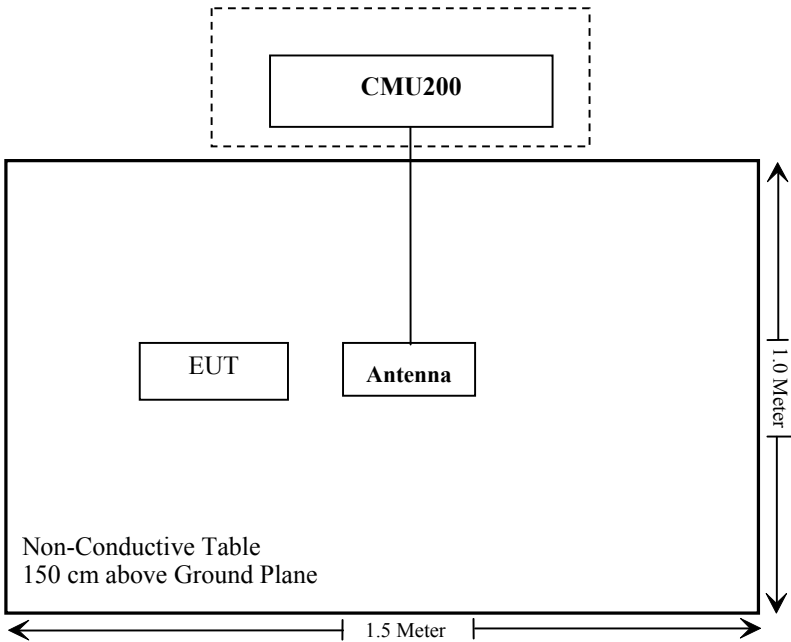 CMU200
EUT
Antenna
1.0 Meter
Non-Conductive Table
150 cm above Ground Plane
1.5 Meter